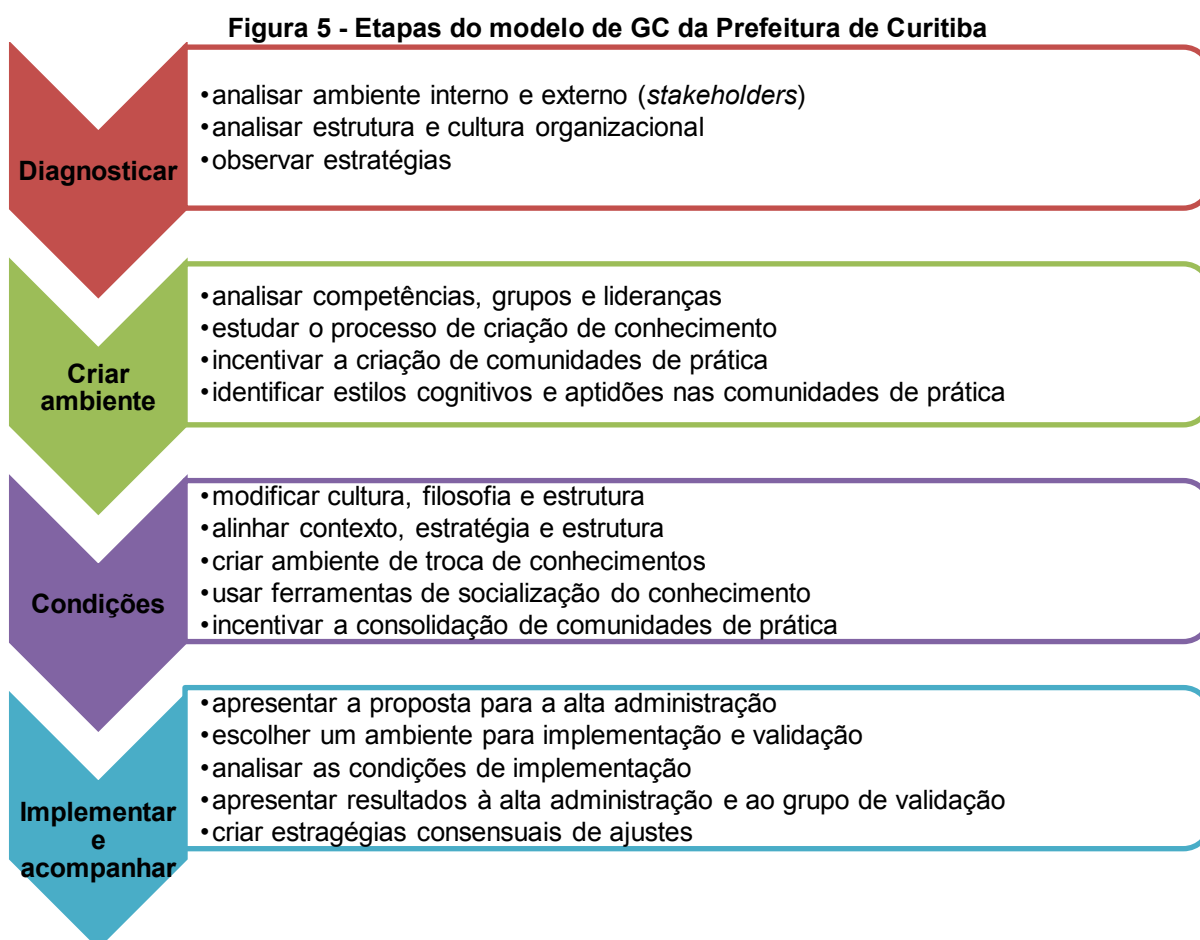 Figura 5 - Etapas do modelo de GC da Prefeitura de Curitiba
Diagnosticar
•analisar ambiente interno e externo (stakeholders)
•analisar estrutura e cultura organizacional
•observar estratégias
Criar
ambiente
•analisar competências, grupos e lideranças
•estudar o processo de criação de conhecimento
•incentivar a criação de comunidades de prática
•identificar estilos cognitivos e aptidões nas comunidades de prática
Condições
•modificar cultura, filosofia e estrutura
•alinhar contexto, estratégia e estrutura
•criar ambiente de troca de conhecimentos
•usar ferramentas de socialização do conhecimento
•incentivar a consolidação de comunidades de prática
Implementar
e
acompanhar
•apresentar a proposta para a alta administração
•escolher um ambiente para implementação e validação
•analisar as condições de implementação
•apresentar resultados à alta administração e ao grupo de validação
•criar estragégias consensuais de ajustes